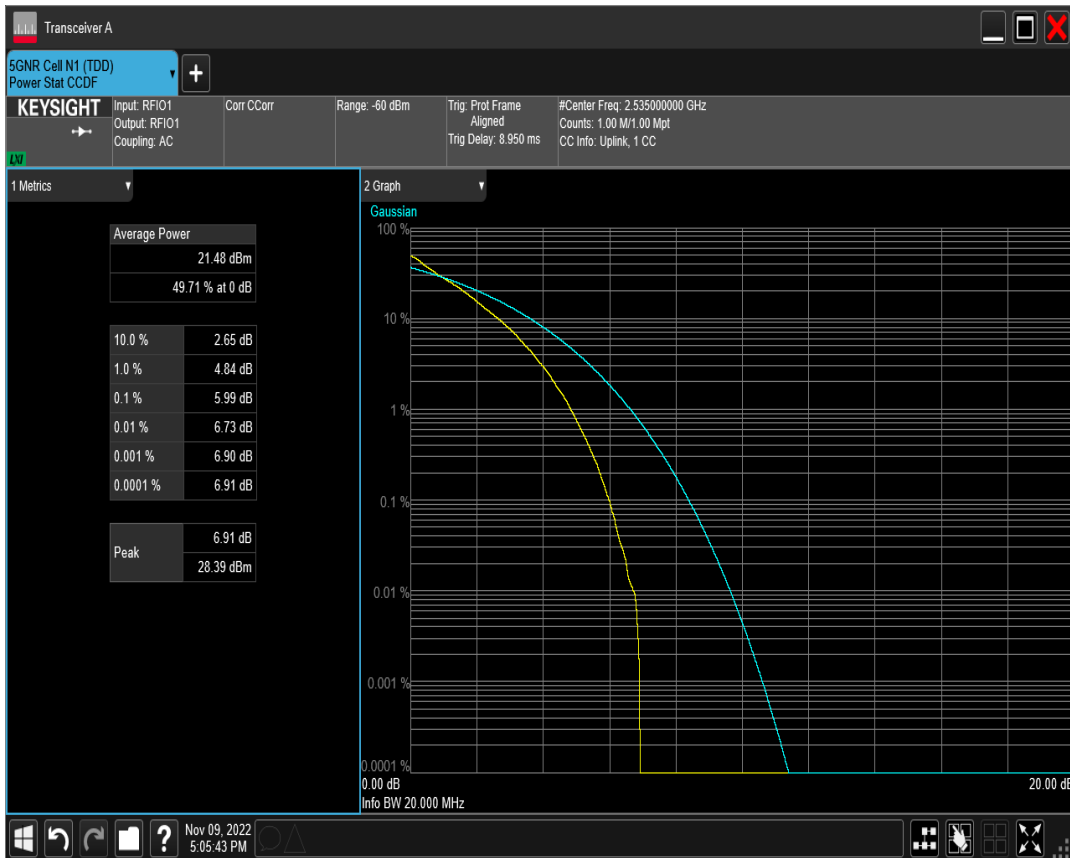 Transceiver A
5GNR Cell N1 (TDD)
Power Stat CCDF
+
KEYSIGHT
LXI
Input: RFIO1
Output: RFIO1
Coupling: AC
Corr CCorr
Range: -60 dBm
Trig: Prot Frame
Aligned
Trig Delay: 8.950 ms
#Center Freq: 2.535000000 GHz
Counts: 1.00 M/1.00 Mpt
CC Info: Uplink, 1 CC
1 Metrics
Average Power
21.48 dBm
49.71 % at 0 dB
10.0 % 2.65 dB
1.0 % 4.84 dB
0.1 % 5.99 dB
0.01 % 6.73 dB
0.001 % 6.90 dB
0.0001 % 6.91 dB
Peak
6.91 dB
28.39 dBm
2 Graph
Gaussian
100 %
10 %
1 %
0.1 %
0.01 %
0.001 %
0.0001 %
0.00 dB
20.00 dB
Info BW 20.000 MHz
?
Nov 09, 2022
5:05:43 PM